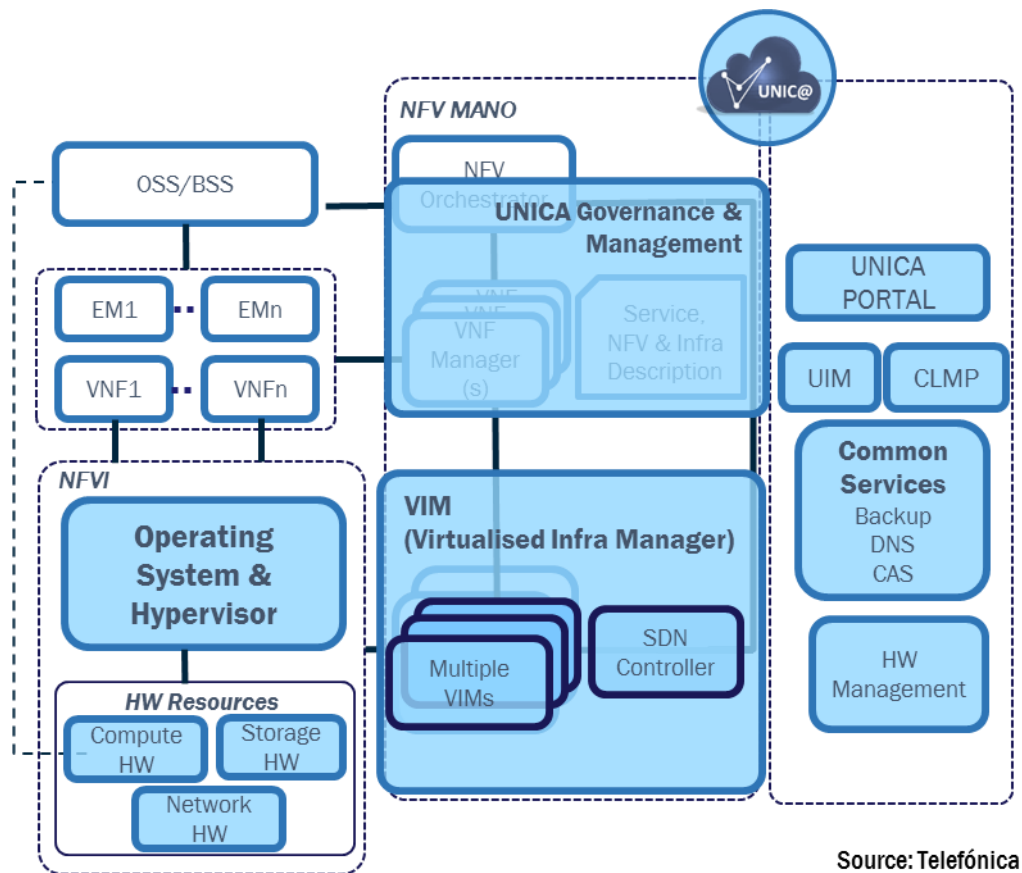 UNIC@
NFV MANO
OSS/BSS
NFV
Orchestrator
UNICA Governance &
Management
EM1
EMn
VNF1
VNFn
VNF
VNF
VNF
Manager
(s)
Service,
NFV & Infra
Description
UNICA
PORTAL
UIM
CLMP
Common
Services
Backup
DNS
CAS
HW
Management
NFVI
Operating
System &
Hypervisor
VIM
(Virtualised Infra Manager)
Multiple
VIMs
SDN
Controller
HW Resources
Compute
HW
Storage
HW
Network
HW
Source: Telefónica